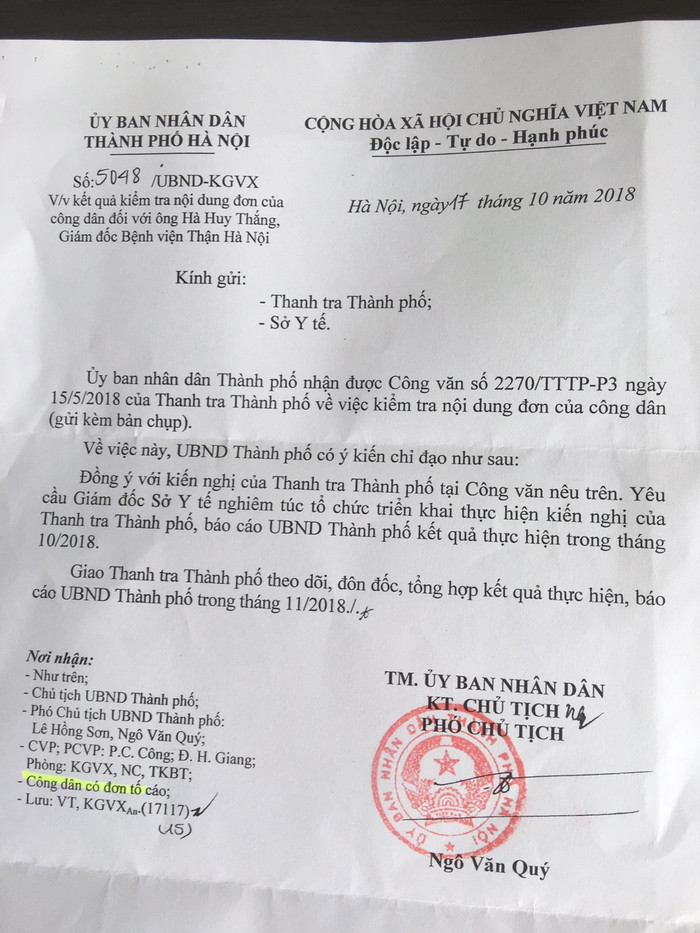 ỦY BAN NHÂN DÂN
THÀNH PHỐ HÀ NỘI
CỘNG HÒA XÃ HỘI CHỦ NGHĨA VIỆT NAM
Độc lập - Tự do - Hạnh phúc
Số:5048/UBND-KGVX
V/v kết quả kiểm tra nội dung đơn của
công dân đối với ông Hà Huy Thắng,
Giám đốc Bệnh viện Thận Hà Nội
Hà Nội, ngày 17 tháng 10 năm 2018
Kính gửi:
- Thanh tra Thành phố;
- Sở Y tế.
Ủy ban nhân dân Thành phố nhận được Công văn số 2270/TTTP-P3 ngày
15/5/2018 của Thanh tra Thành phố về việc kiểm tra nội dung đơn của công dân
(gửi kèm bản chụp).
Về việc này, UBND Thành phố có ý kiến chỉ đạo như sau:
Đồng ý với kiến nghị của Thanh tra Thành phố tại Công văn nêu trên. Yêu
cầu Giám đốc Sở Y tế nghiêm túc tổ chức triển khai thực hiện kiến nghị của
Thanh tra Thành phố, báo cáo UBND Thành phố kết quả thực hiện trong tháng
10/2018.
Giao Thanh tra Thành phố theo dõi, đôn đốc, tổng hợp kết quả thực hiện, báo
cáo UBND Thành phố trong tháng 11/2018./.
Nơi nhận:
- Như trên;
- Chủ tịch UBND Thành phố;
- Phó Chủ tịch UBND Thành phố:
Lê Hồng Sơn, Ngô Văn Quý;
- CVP; PCVP: P.C. Công; Đ. H. Giang;
Phòng: KGVX, NC, TKBT;
- Công dân có đơn tố cáo;
- Lưu: VT, KGVXAn-(17117)
(15)
TM. ỦY BAN NHÂN DÂN
KT. CHỦ TỊCH
PHÓ CHỦ TỊCH
ỦY BAN NHÂN DÂN THÀNH PHỐ HÀ NỘI
Ngô Văn Quý